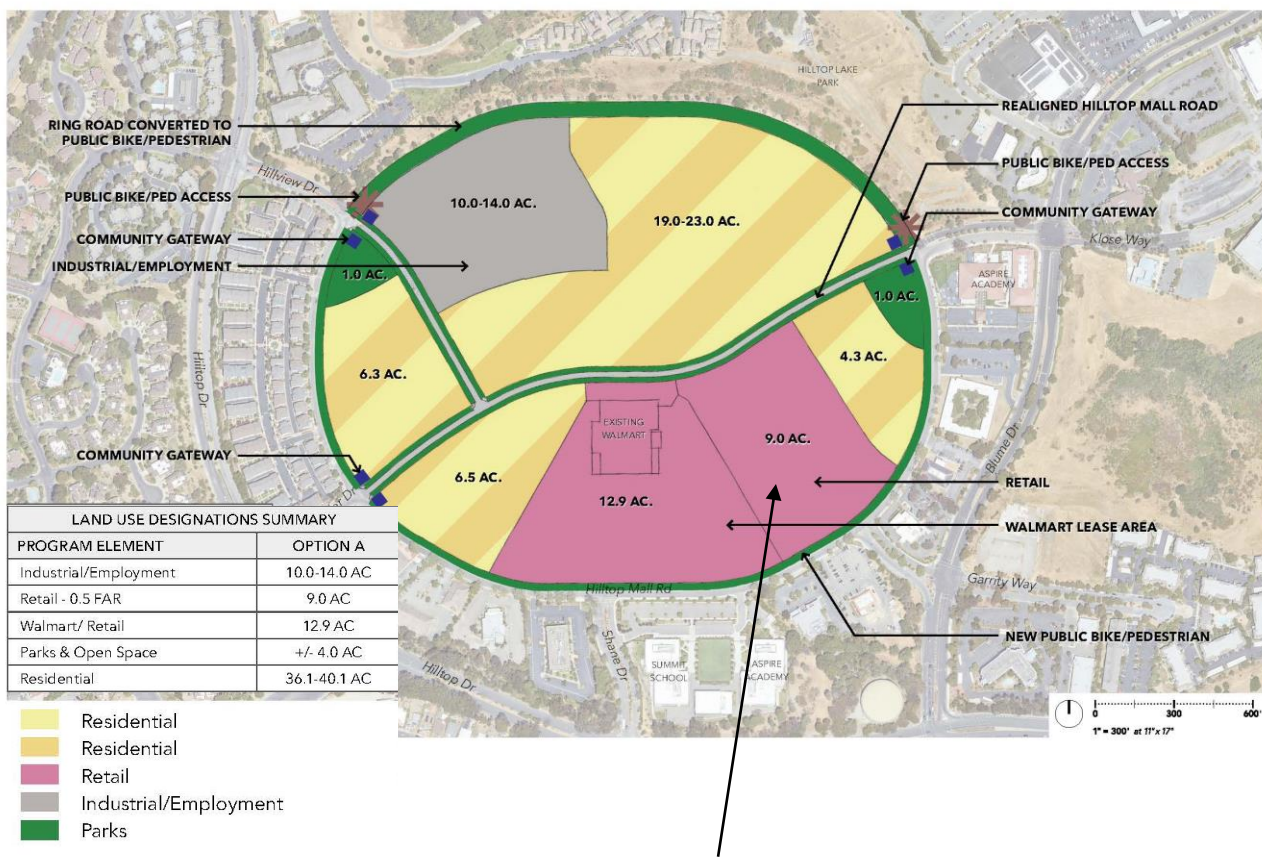 HILLTOP LAKE
PARK
RING ROAD CONVERTED TO
PUBLIC BIKE/PEDESTRIAN
REALIGNED HILLTOP MALL ROAD
Hillview Dr
PUBLIC BIKE/PED ACCESS
PUBLIC BIKE/PED ACCESS
10.0-14.0 AC.
19.0-23.0 AC.
COMMUNITY GATEWAY
COMMUNITY GATEWAY
Klose Way
INDUSTRIAL/EMPLOYMENT
1.0 AC.
ASPIRE
ACADEMY
1.0 AC.
Hilltop Dr
6.3 AC.
4.3 AC.
EXISTING
WALMART
9.0 AC.
Blume Dr
COMMUNITY GATEWAY
6.5 AC.
RETAIL
12.9 AC.
WALMART LEASE AREA
LAND USE DESIGNATIONS SUMMARY
PROGRAM ELEMENT OPTION A
Industrial/Employment 10.0-14.0 AC
Retail - 0.5 FAR 9.0 AC
Walmart/ Retail 12.9 AC
Parks & Open Space +/- 4.0 AC
Residential 36.1-40.1 AC
Hilltop Mall Rd
Garrity Way
Shane Dr
NEW PUBLIC BIKE/PEDESTRIAN
Hilltop Dr
SUMMIT
SCHOOL
ASPIRE
ACADEMY
0 300 600'
1" = 300' at 11"x 17"
Residential
Residential
Retail
Industrial/Employment
Parks